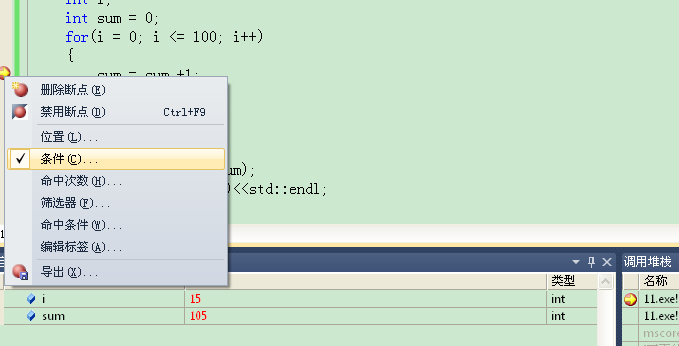 int i;
int sum = 0;
for(i = 0; i <= 100; i++)
{
sum = sum +1;
删除断点(E)
禁用断点(D) Ctrl+F9
位置(L)...
条件(C)...
命中次数(H)...
um);
筛选器(F)...
)<<std::endl;
命中条件(W)...
编辑标签(A)...
导出(X)...
调用堆栈
类型
名称
i 15 int
11.exe!
sum 105 int
11.exe!
mscore